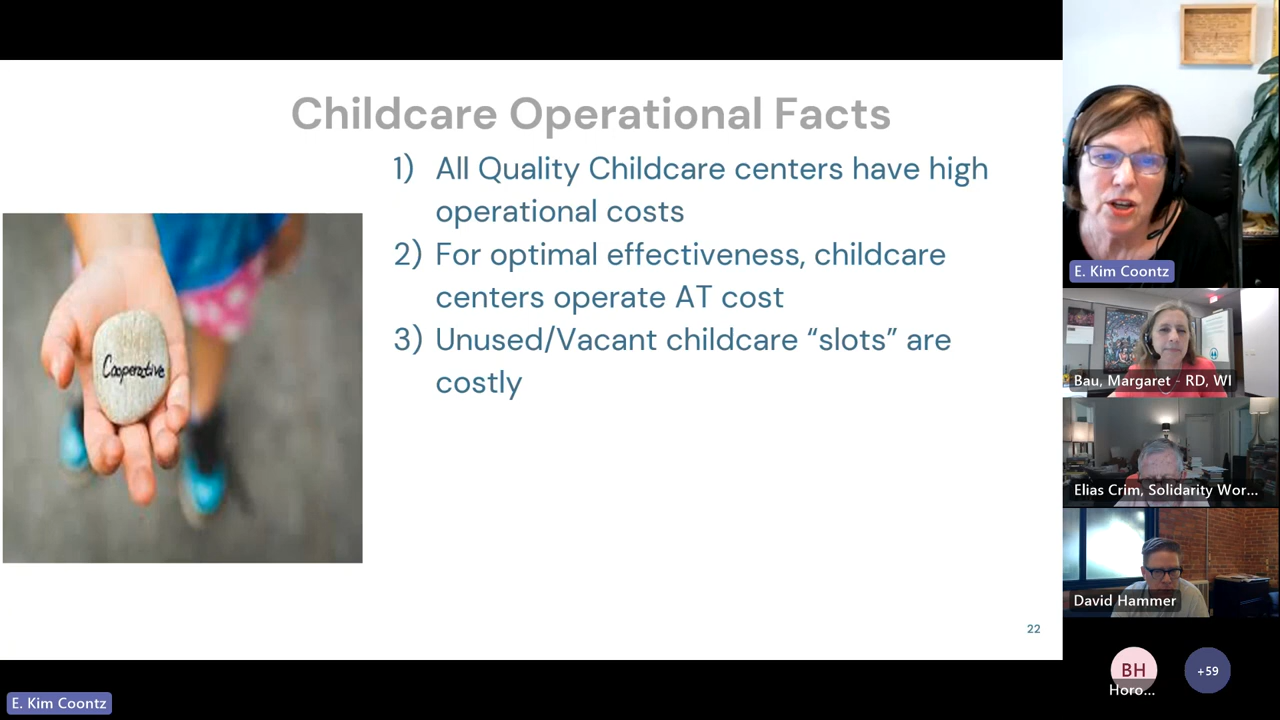 Childcare Operational Facts
1) All Quality Childcare centers have high
operational costs
2) For optimal effectiveness, childcare
centers operate AT cost
3) Unused/Vacant childcare “slots” are
costly
Cooperative
22
E. Kim Coontz
E. Kim Coontz
Bau, Margaret - RD, WI
Elias Crim, Solidarity Wor...
David Hammer
BH
Horo...
+59